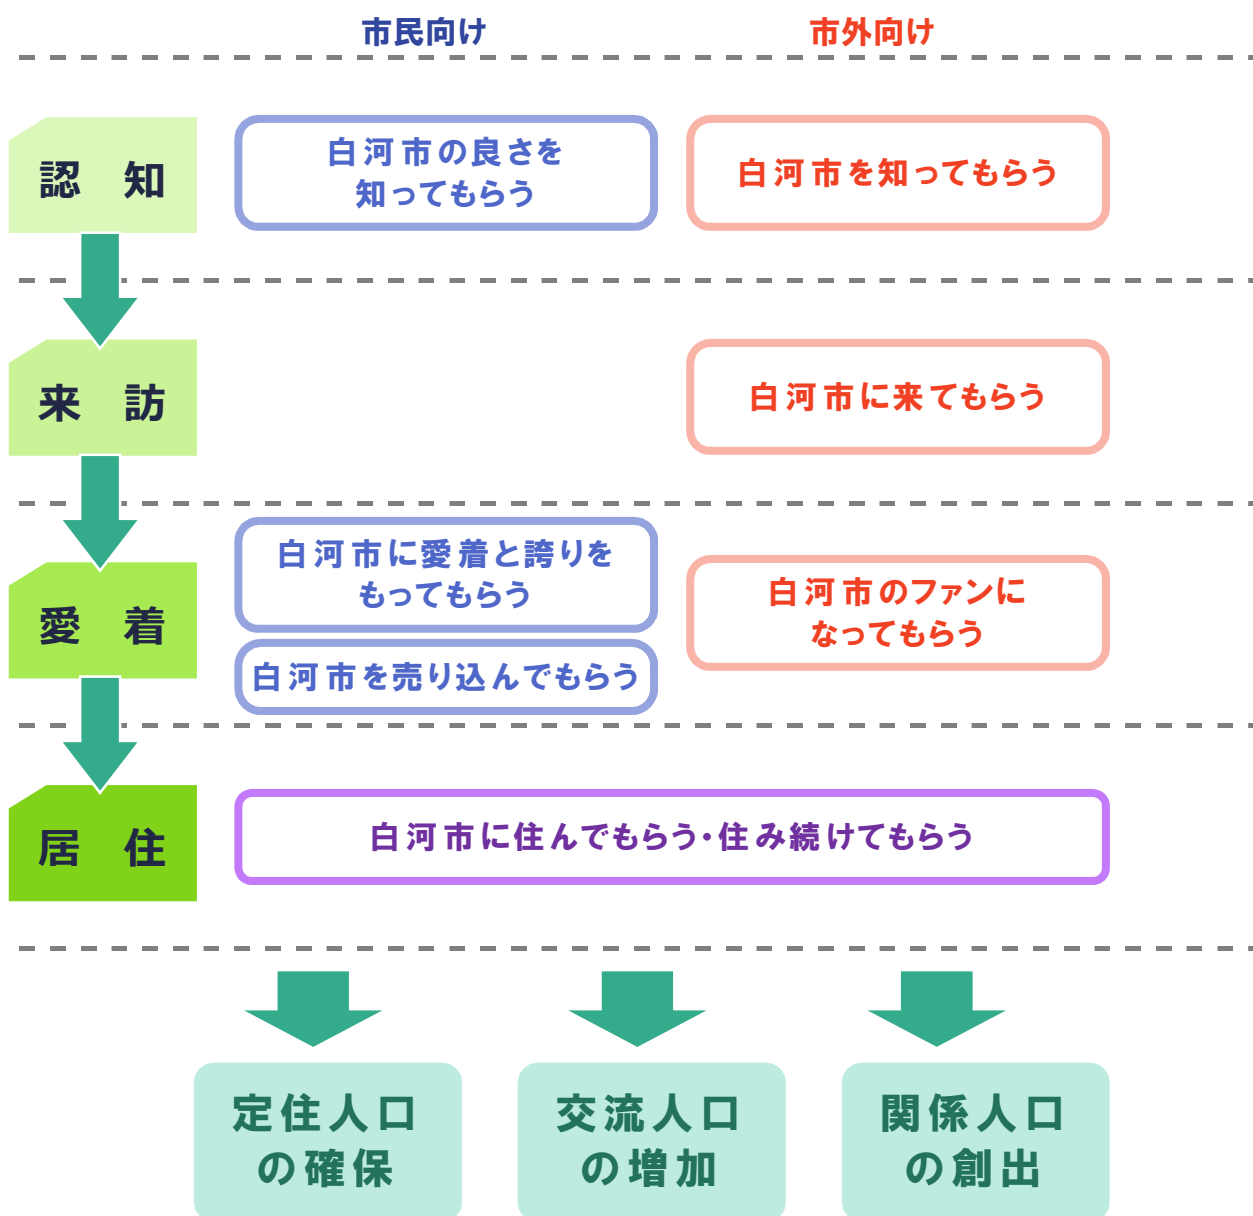 市民向け
市外向け
認 知
白河市の良さを
知ってもらう
白河市を知ってもらう
来 訪
白河市に来てもらう
愛 着
白河市に愛着と誇りを
もってもらう
白河市を売り込んでもらう
白河市のファンに
なってもらう
居 住
白河市に住んでもらう・住み続けてもらう
定住人口
の確保
交流人口
の増加
関係人口
の創出